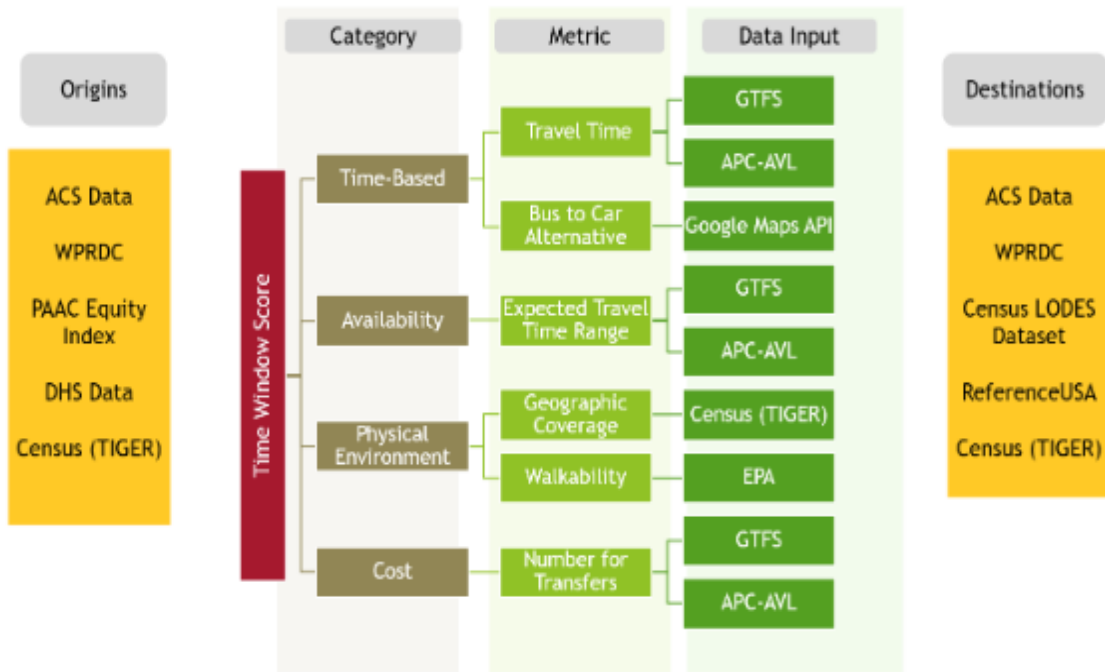 Category
Metric
Data Input
Origins
Destinations
ACS Data
WPRDC
PAAC Equity
Index
DHS Data
Census (TIGER)
Time Window Score
Time-Based
Availability
Physical
Environment
Cost
Travel Time
Bus to Car
Alternative
Expected Travel
Time Range
Geographic
Coverage
Walkability
Number for
Transfers
GTFS
APC-AVL
Google Maps API
GTFS
APC-AVL
Census (TIGER)
EPA
GTFS
APC-AVL
ACS Data
WPRDC
Census LODES
Dataset
ReferenceUSA
Census (TIGER)